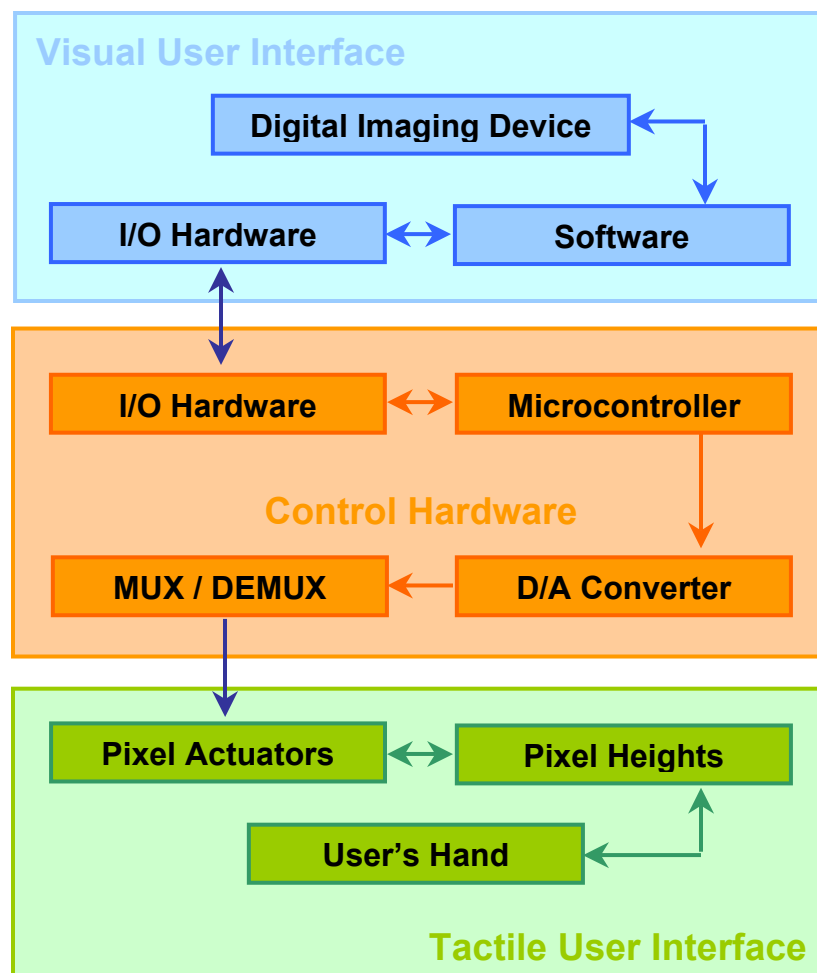 Visual User Interface
Digital Imaging Device
I/O Hardware
Software
I/O Hardware
Microcontroller
Control Hardware
MUX / DEMUX
D/A Converter
Pixel Actuators
Pixel Heights
User’s Hand
Tactile User Interface